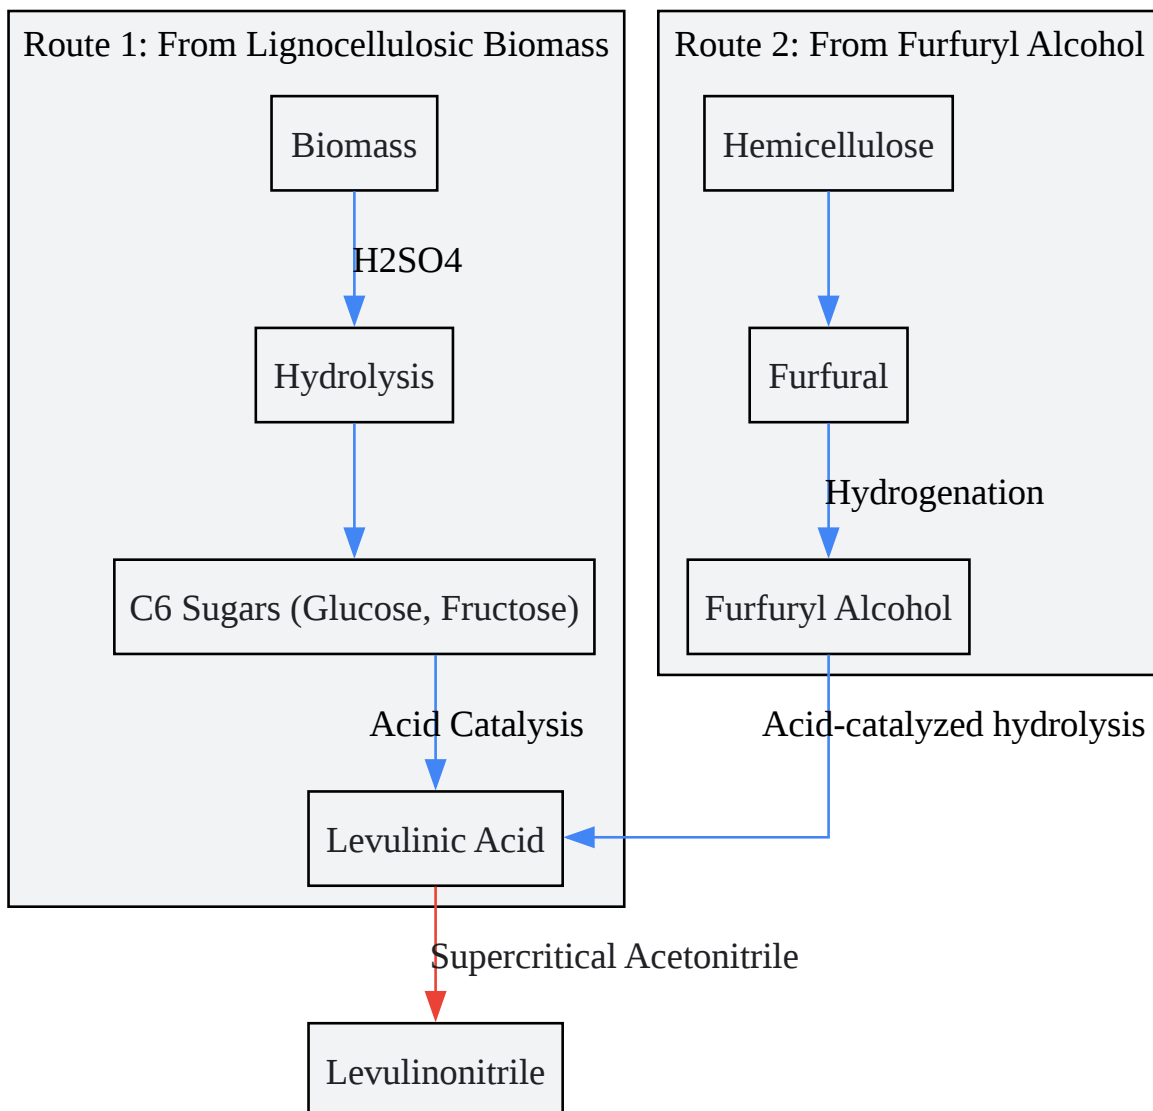 Route 1: From Lignocellulosic Biomass
Biomass
H2SO4
Hydrolysis
C6 Sugars (Glucose, Fructose)
Acid Catalysis
Levulinic Acid
Route 2: From Furfuryl Alcohol
Hemicellulose
Furfural
Hydrogenation
Furfuryl Alcohol
Acid-catalyzed hydrolysis
Supercritical Acetonitrile
Levulinonitrile